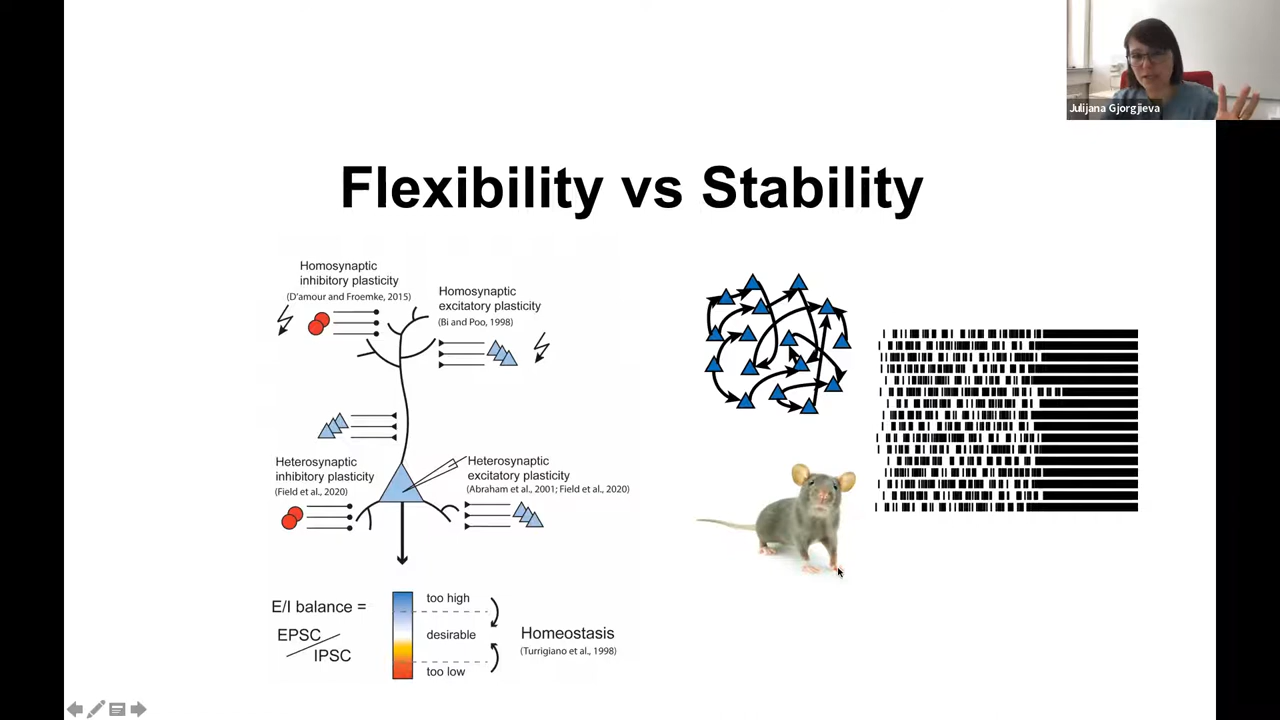 Julijana Gjorgjieva
Flexibility vs Stability
Homosynaptic
inhibitory plasticity
(D'amour and Froemke, 2015)
Homosynaptic
excitatory plasticity
(Bi and Poo, 1998)
Heterosynaptic
inhibitory plasticity
(Field et al., 2020)
Heterosynaptic
excitatory plasticity
(Abraham et al., 2001; Field et al., 2020)
E/I balance =
EPSC
IPSC
too high
desirable
too low
Homeostasis
(Turrigiano et al., 1998)